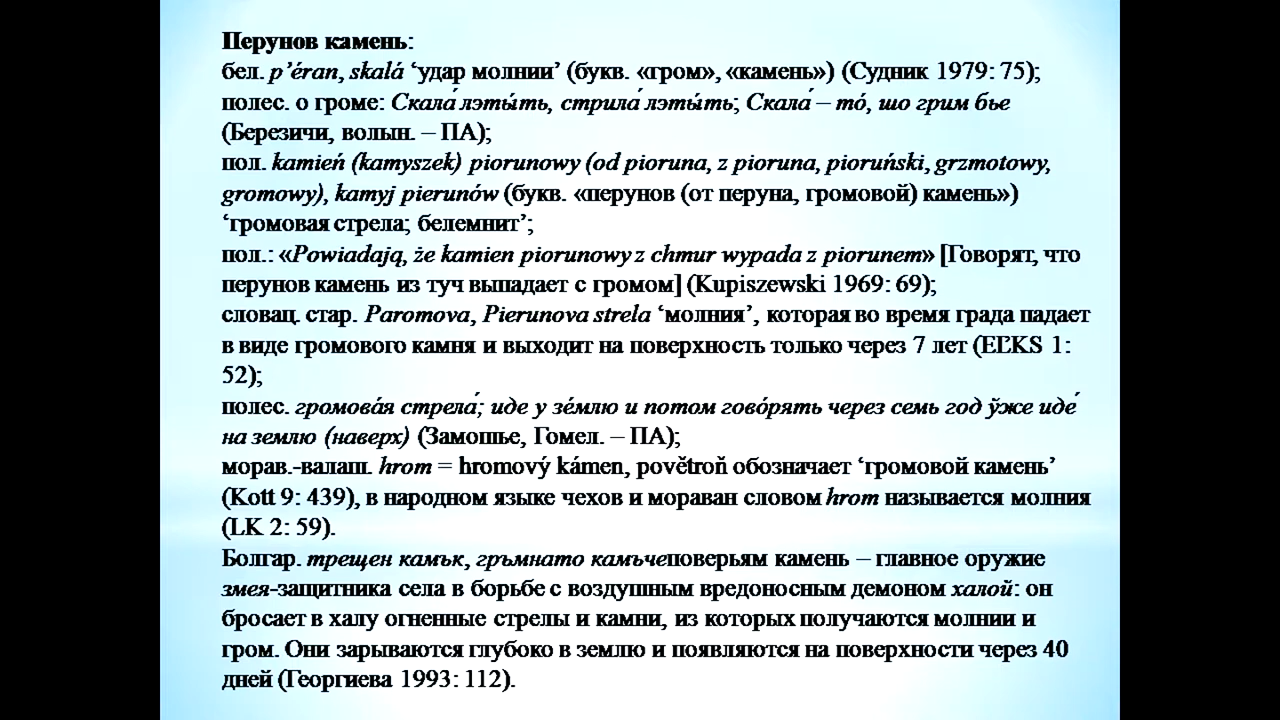 Перунов камень:
бел. p’éran, skalá ‘удар молнии’ (букв. «гром», «камень») (Судник 1979: 75);
полес. о громе: Скала́ лэты́ть, стрила́ лэты́ть; Скала́ – то́, шо грим бье
(Березичи, волын. – ПА);
пол. kamień (kamyszek) piorunowy (od pioruna, z pioruna, pioruński, grzmotowy,
gromowy), kamyj pierunów (букв. «перунов (от перуна, громовой) камень»)
‘громовая стрела; белемнит’;
пол.: «Powiadają, że kamien piorunowy z chmur wypada z piorunem» [Говорят, что
перунов камень из туч выпадает с громом] (Kupiszewski 1969: 69);
словац. стар. Paromova, Pierunova strela ‘молния’, которая во время града падает
в виде громового камня и выходит на поверхность только через 7 лет (EĽKS 1:
52);
полес. громова́я стрела́; иде у зе́млю и потом гово́рять через семь год ўже иде́
на землю (наверх) (Замошье, Гомел. – ПА);
морав.-валаш. hrom = hromový kámen, povětroň обозначает ‘громовой камень’
(Kott 9: 439), в народном языке чехов и мораван словом hrom называется молния
(LK 2: 59).
Болгар. трещен камък, гръмнато камъчеповерьям камень – главное оружие
змея-защитника села в борьбе с воздушным вредоносным демоном халой: он
бросает в халу огненные стрелы и камни, из которых получаются молнии и
гром. Они зарываются глубоко в землю и появляются на поверхности через 40
дней (Георгиева 1993: 112).